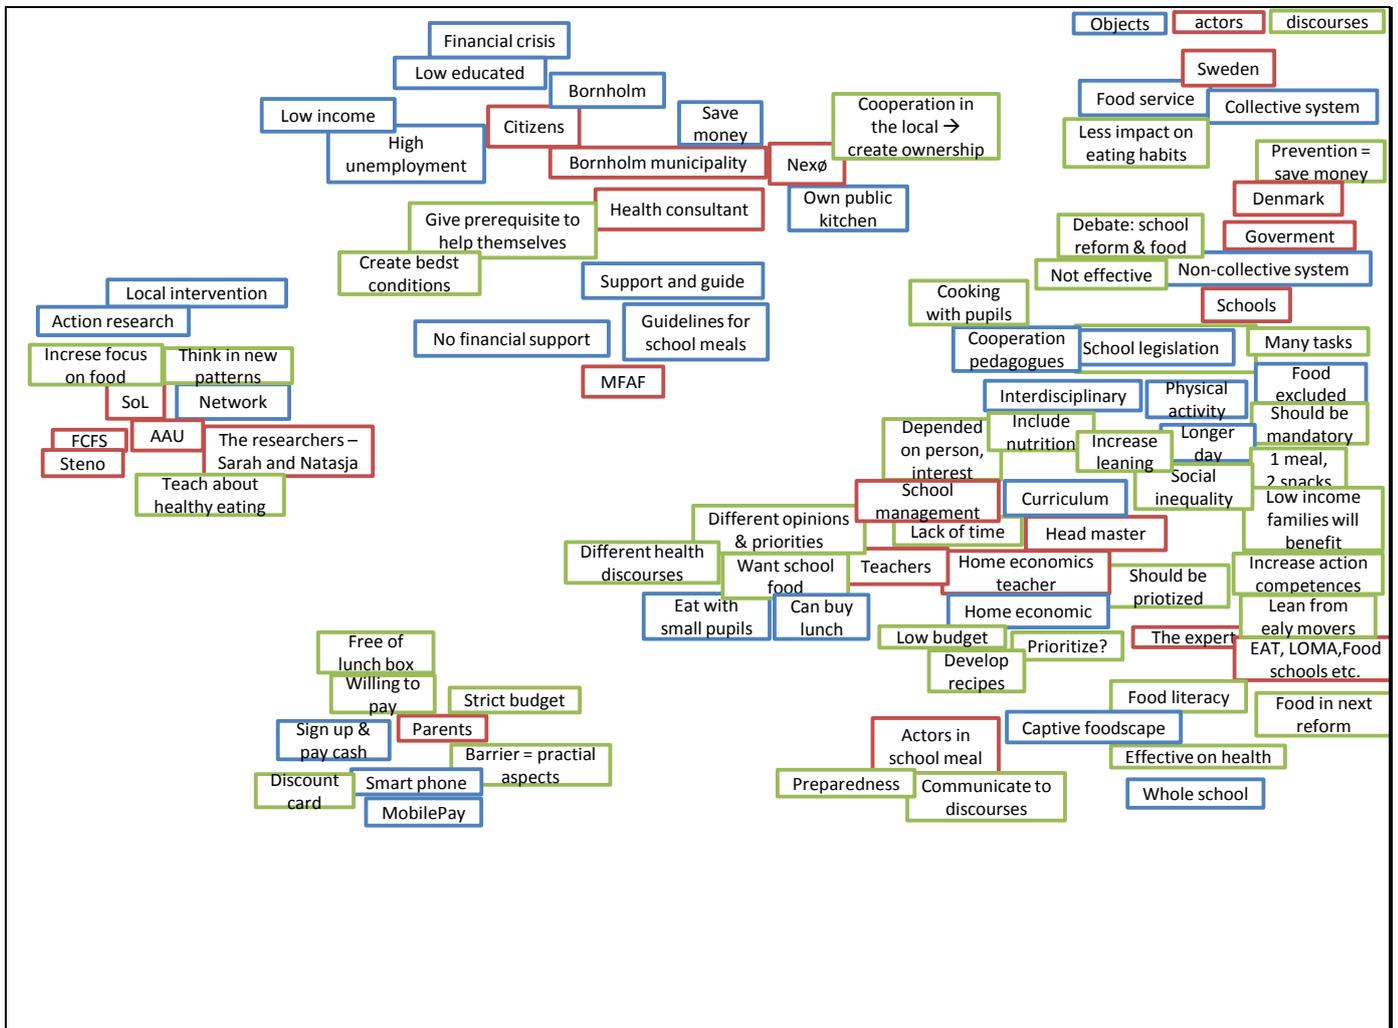 Objects
actors
discourses
Financial crisis
Low educated
Bornholm
Low income
High
unemployment
Citizens
Save
money
Bornholm municipality
Nexø
Cooperation in
the local →
create ownership
Own public
kitchen
Health consultant
Give prerequisite to
help themselves
Create bedst
conditions
Support and guide
No financial support
Guidelines for
school meals
MFAF
Sweden
Food service
Collective system
Less impact on
eating habits
Prevention =
save money
Denmark
Debate: school
reform & food
Goverment
Not effective
Non-collective system
Schools
Local intervention
Action research
Increse focus
on food
Think in new
patterns
SoL
Network
FCFS
AAU
The researchers –
Sarah and Natasja
Steno
Teach about
healthy eating
Cooking
with pupils
Cooperation
pedagogues
School legislation
Many tasks
Interdisciplinary
Physical
activity
Food
excluded
Should be
mandatory
Depended
on person,
interest
Include
nutrition
Increase
leaning
Longer
day
1 meal,
2 snacks
Social
inequality
School
management
Curriculum
Low income
families will
benefit
Different opinions
& priorities
Lack of time
Head master
Different health
discourses
Want school
food
Teachers
Home economics
teacher
Should be
priotized
Increase action
competences
Eat with
small pupils
Can buy
lunch
Home economic
Lean from
ealy movers
Low budget
Prioritize?
The expert
EAT, LOMA,Food
schools etc.
Develop
recipes
Free of
lunch box
Willing to
pay
Strict budget
Sign up &
pay cash
Parents
Barrier = practial
aspects
Discount
card
Smart phone
MobilePay
Food literacy
Food in next
reform
Captive foodscape
Actors in
school meal
Effective on health
Preparedness
Communicate to
discourses
Whole school